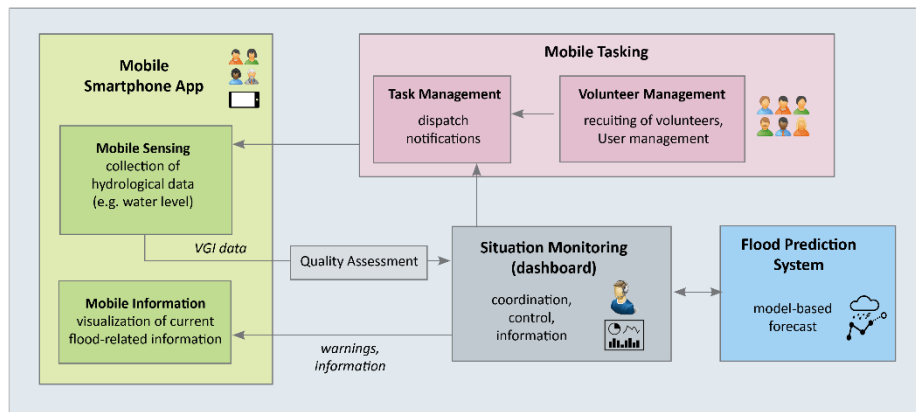 Mobile
Smartphone App
Mobile Sensing
collection of
hydrological data
(e.g. water level)
VGI data
Mobile Information
visualization of current
flood-related information
Mobile Tasking
Task Management
dispatch
notifications
Volunteer Management
recuiting of volunteers,
User management
Quality Assessment
Situation Monitoring
(dashboard)
coordination,
control,
information
warnings,
information
Flood Prediction
System
model-based
forecast